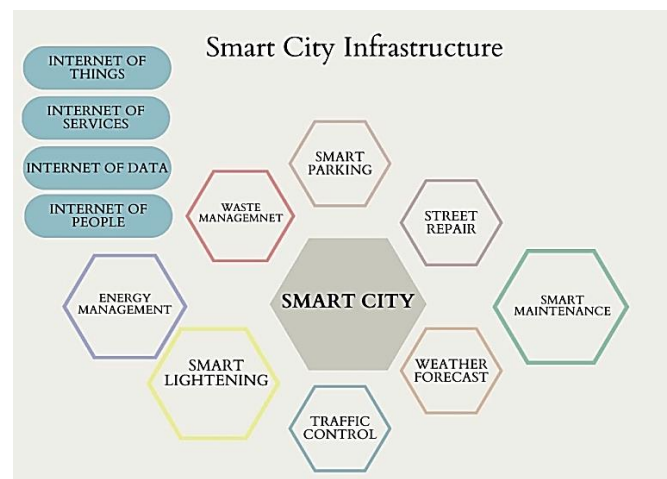 Smart City Infrastructure
INTERNET OF
THINGS
INTERNET OF
SERVICES
INTERNET OF DATA
INTERNET OF
PEOPLE
SMART
PARKING
WASTE
MANAGEMNET
STREET
REPAIR
ENERGY
MANAGEMENT
SMART CITY
SMART
MAINTENANCE
SMART
LIGHTENING
WEATHER
FORECAST
TRAFFIC
CONTROL